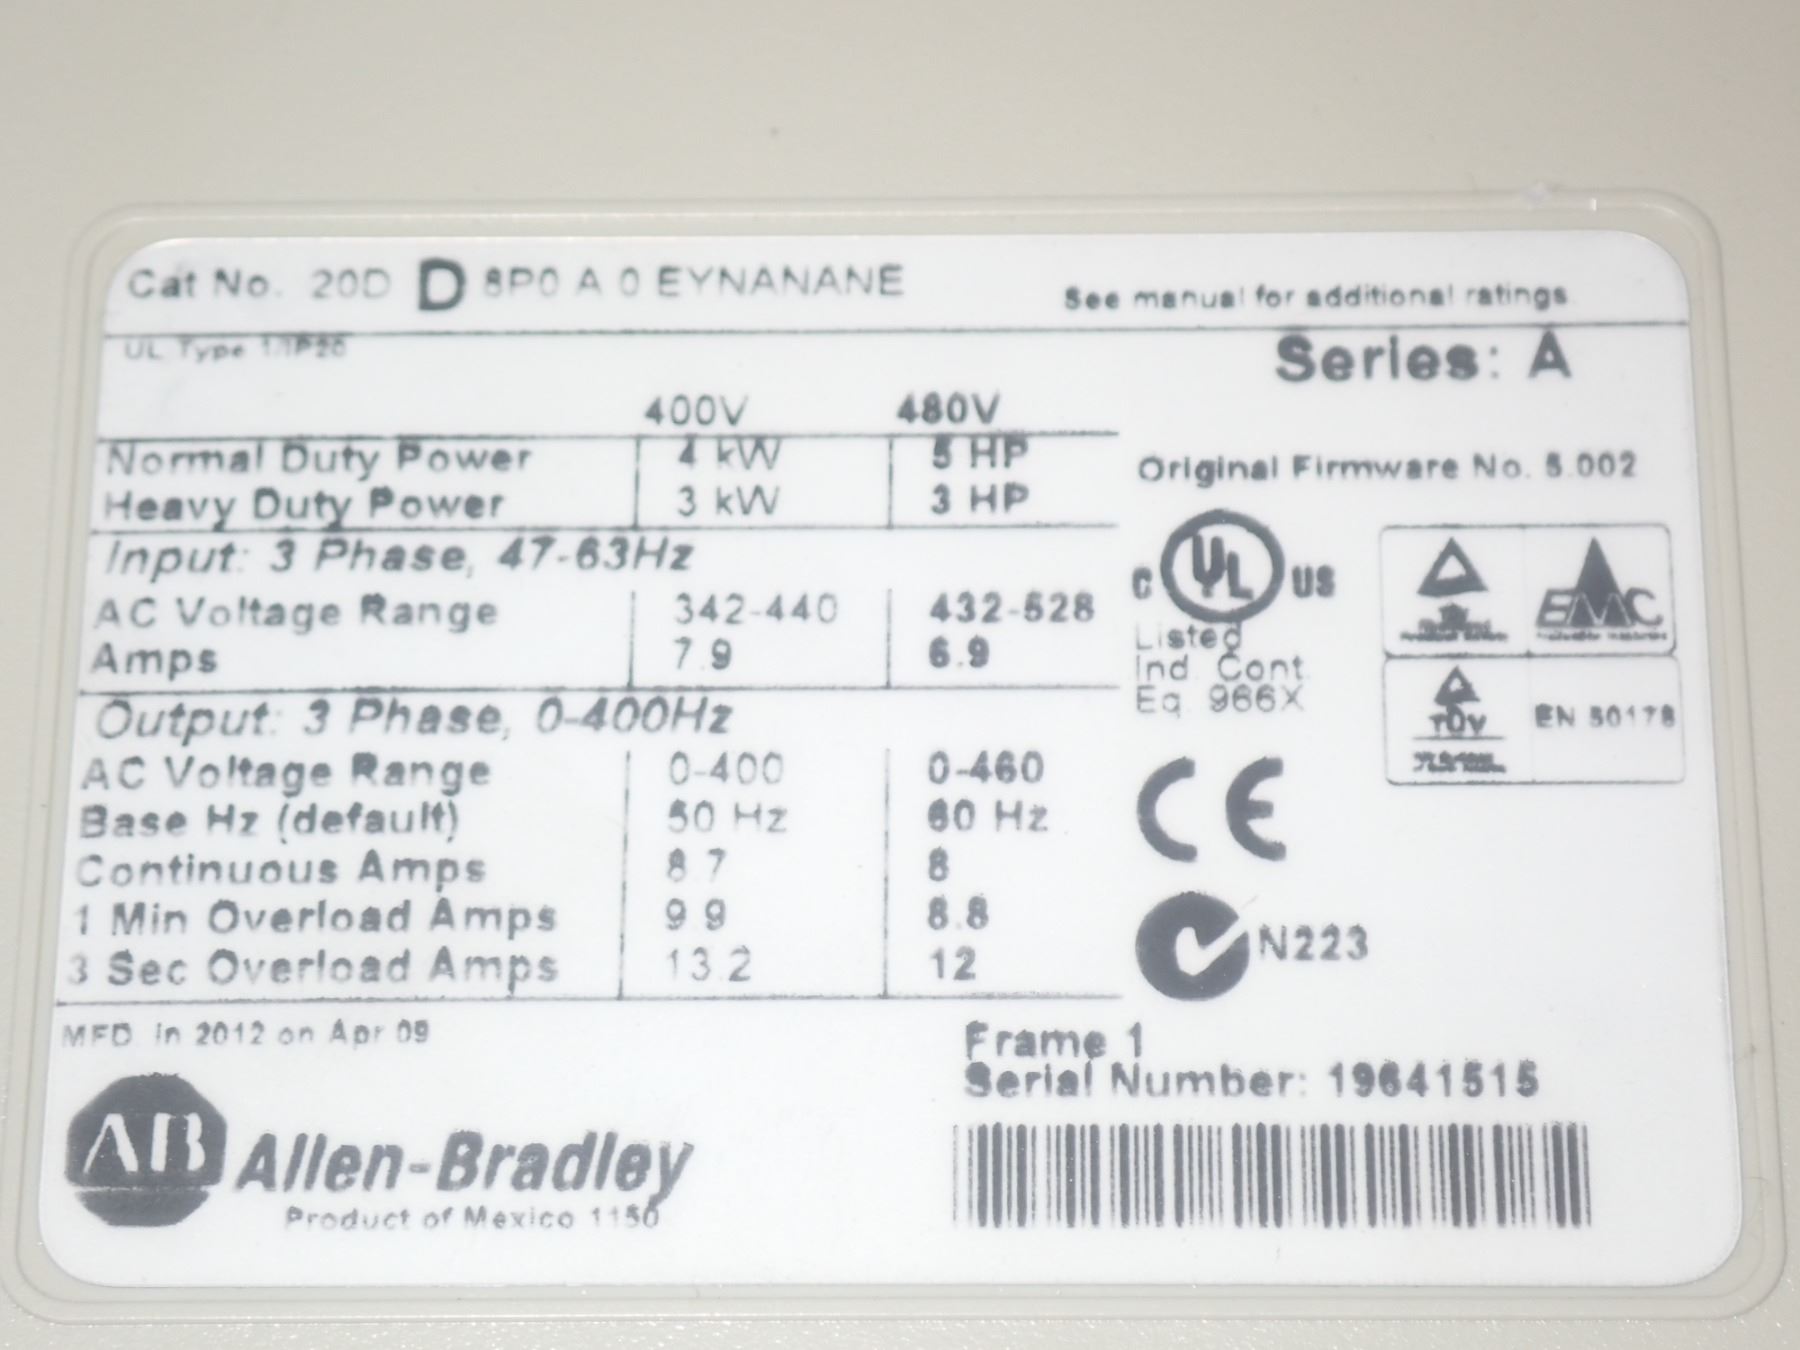 Cat No. 20D D 8P0 A 0 EYNANANE
See manual for additional ratings.
UL Type 1/IP20
Series: A
400V 480V
Normal Duty Power 4 kW 5 HP
Heavy Duty Power 3 kW 3 HP
Original Firmware No. 5.002
Input: 3 Phase, 47-63Hz
AC Voltage Range 342-440 432-528
Amps 7.9 6.9
C UL US
Listed
Ind. Cont.
Eq. 966X
EMC
TÜV
EN 50178
Output: 3 Phase, 0-400Hz
AC Voltage Range 0-400 0-460
Base Hz (default) 50 Hz 60 Hz
Continuous Amps 8.7 8
1 Min Overload Amps 9.9 8.8
3 Sec Overload Amps 13.2 12
CE
N223
MFD. in 2012 on Apr 09
Frame 1
Serial Number: 19641515
AB Allen-Bradley
Product of Mexico 1150